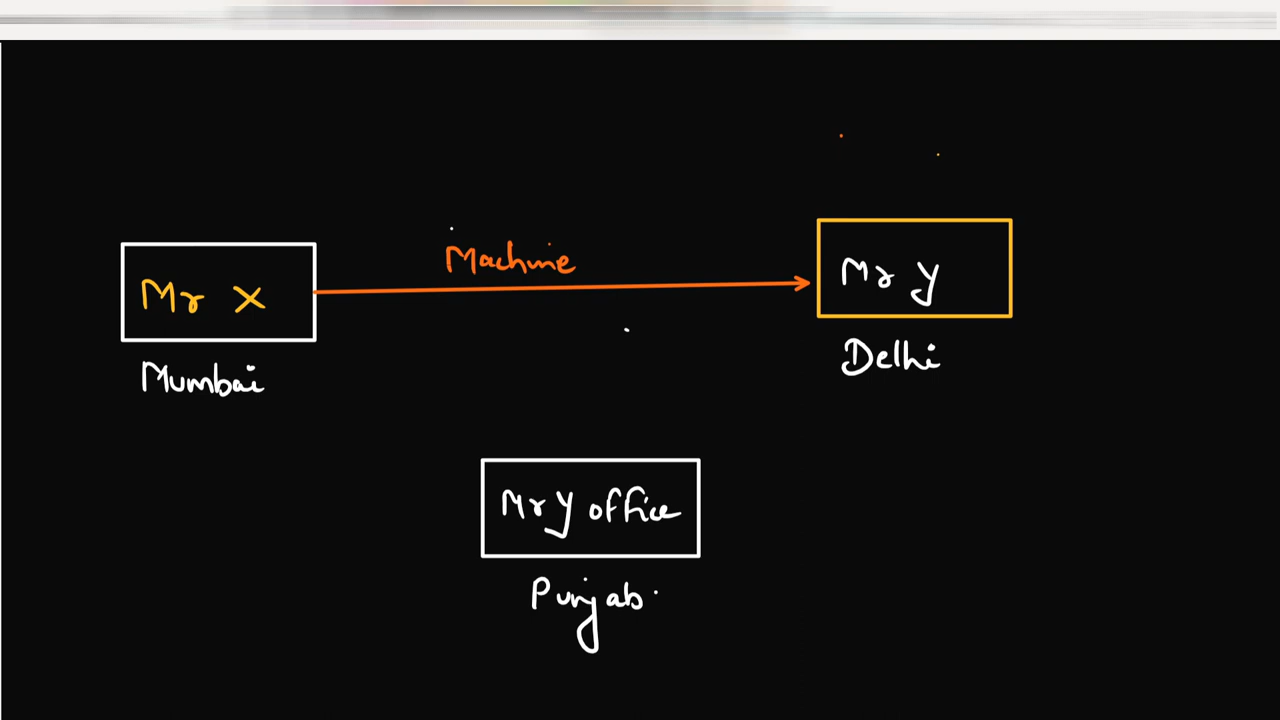 Machine
Mr X
Mr y
Mumbai
Delhi
Mr y office
Punjab